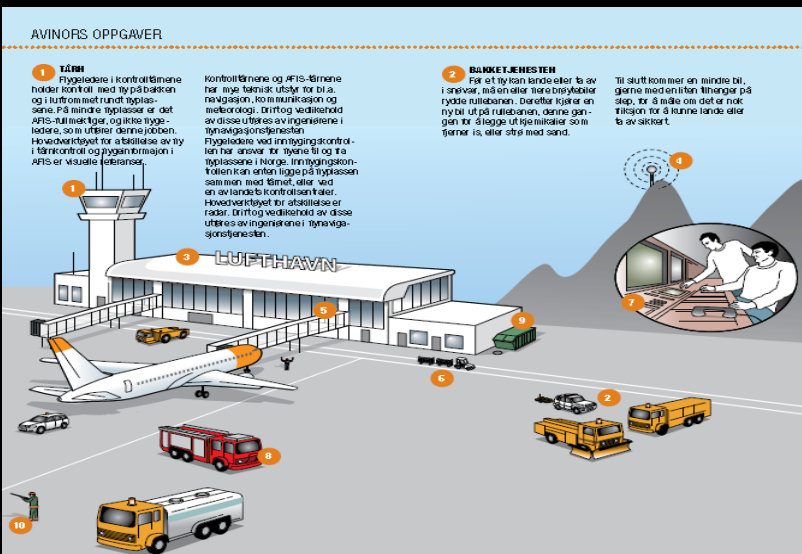 AVINORS OPPGAVER
1 TÅRN
Flygeledere i kontrolltårnene
holder kontroll med fly på bakken
og i luftrommet rundt flyplas-
sene. På mindre flyplasser er det
AFIS-fullmektiger, og ikke flyge-
ledere, som utfører denne jobben.
Hovedverktøyet for atskillelse av fly
i tårnkontroll og flygeinformasjon i
AFIS er visuelle referanser.
Kontrolltårnene og AFIS-tårnene
har mye teknisk utstyr for bl.a.
navigasjon, kommunikasjon og
meteorologi. Drift og vedlikehold
av disse utføres av ingeniørene i
flynavigasjonstjenesten
Flygeledere ved innflygingskontrol-
len har ansvar for flyene til og fra
flyplassene i Norge. Innflygingskon-
trollen kan enten ligge på flyplassen
sammen med tårnet, eller ved
en av landets kontrollsentraler.
Hovedverktøyet for atskillelse er
radar. Drift og vedlikehold av disse
utføres av ingeniørene i flynaviga-
sjonstjenesten.
2 BAKKETJENESTEN
Før et fly kan lande eller ta av
i snøvær, må en eller flere brøytebiler
rydde rullebanen. Deretter kjører en
ny bil ut på rullebanen, denne gan-
gen for å legge ut kjemikalier som
fjerner is, eller strø med sand.
Til slutt kommer en mindre bil,
gjerne med en liten tilhenger på
slep, for å måle om det er nok
friksjon for å kunne lande eller
ta av sikkert.
4
1
3
LUFTHAVN
7
5
9
6
2
8
10